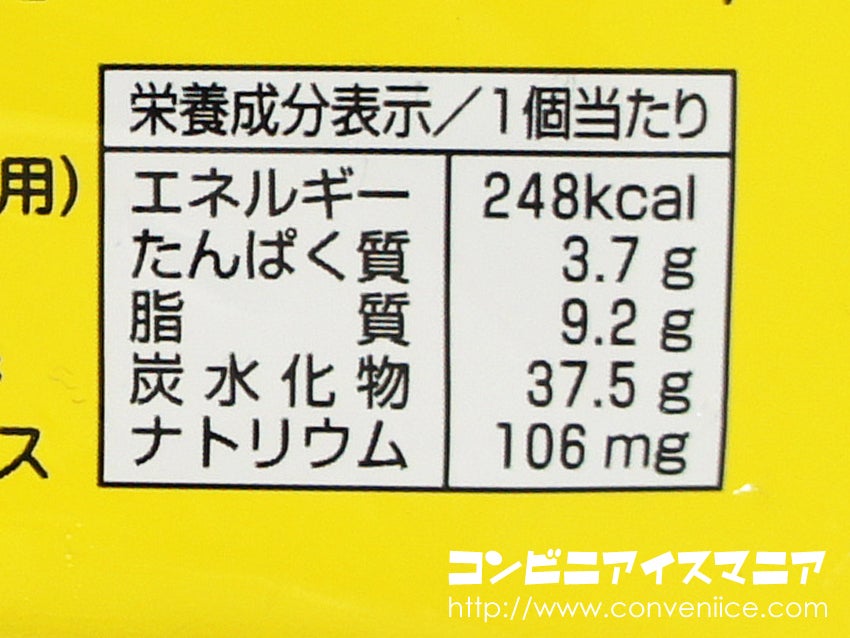 栄養成分表示/1個当たり
用)
エネルギー 248kcal
たんぱく質 3.7 g
脂質 9.2 g
炭水化物 37.5 g
ナトリウム 106 mg
ス
コンビニアイスマニア
http://www.conveniice.com